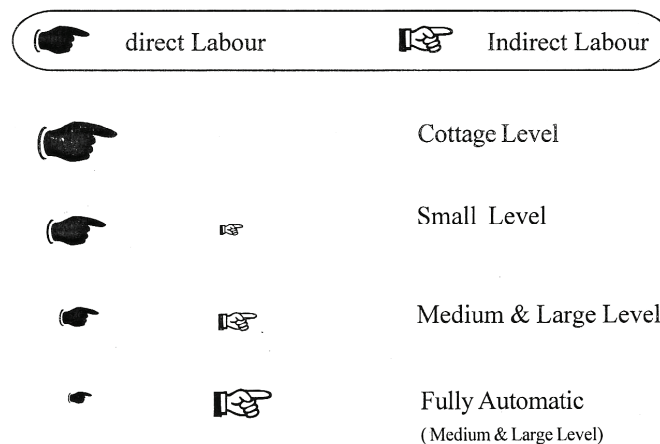 direct Labour Indirect Labour
Cottage Level
Small Level
Medium & Large Level
Fully Automatic
( Medium & Large Level)